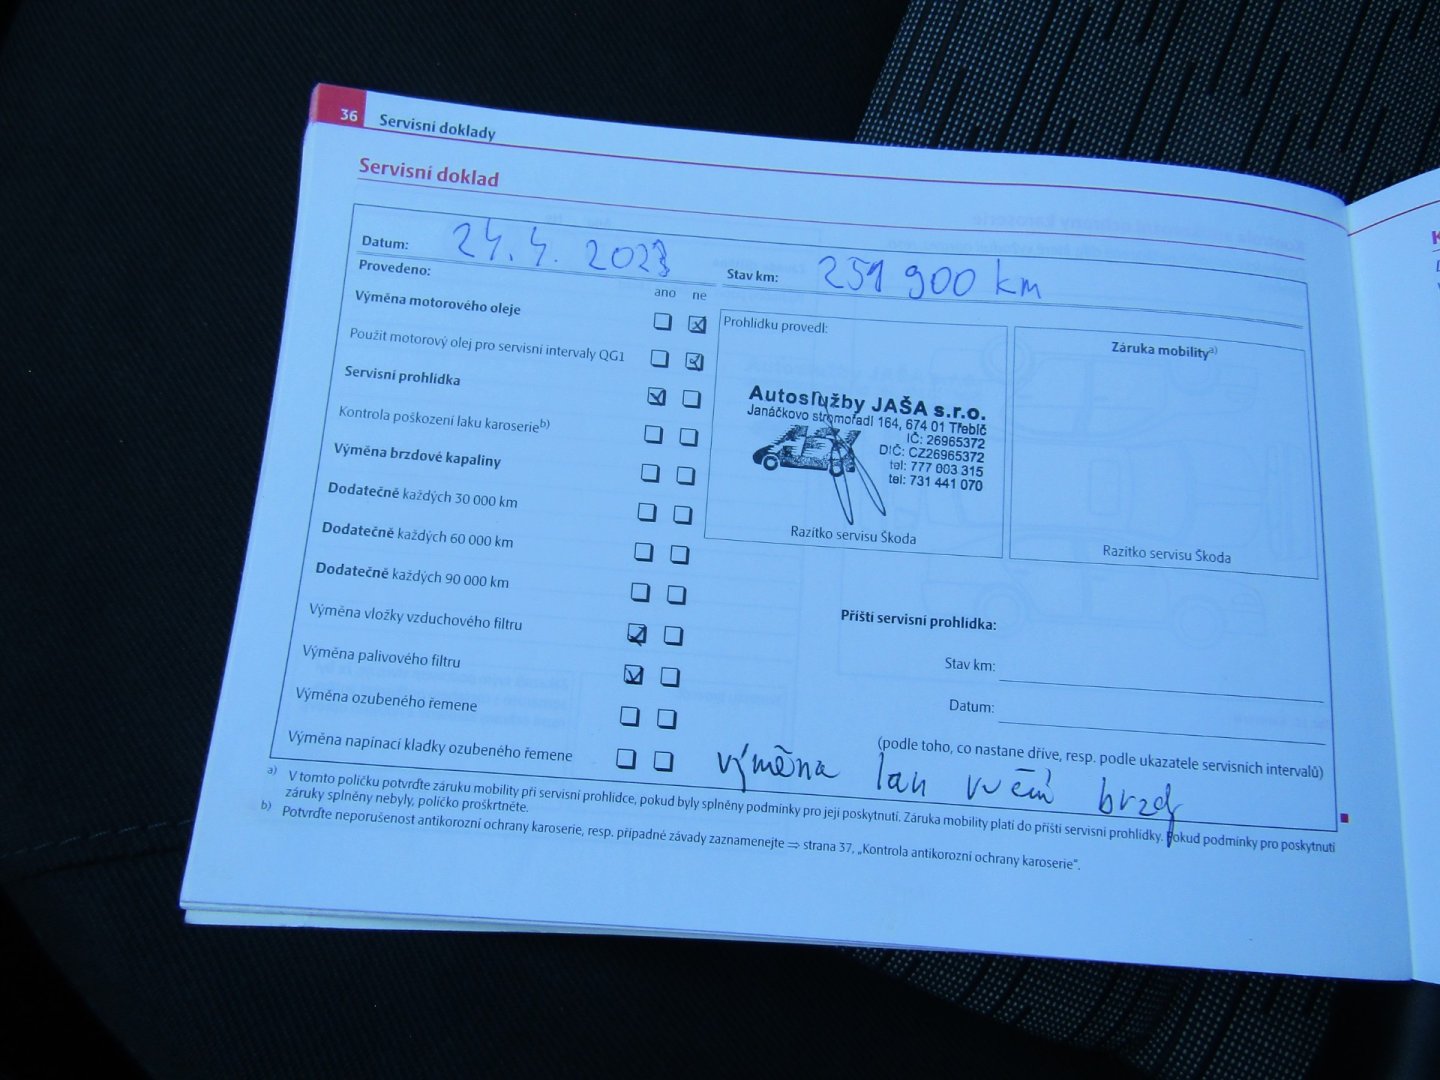 36 Servisní doklady
Servisní doklad
Datum: 24. 4. 2023 Stav km: 251 900 km
Provedeno:
ano ne
Výměna motorového oleje
Použit motorový olej pro servisní intervaly QG1
Servisní prohlídka
Kontrola poškození laku karoserie b)
Výměna brzdové kapaliny
Dodatečně každých 30 000 km
Dodatečně každých 60 000 km
Dodatečně každých 90 000 km
Výměna vložky vzduchového filtru
Výměna palivového filtru
Výměna ozubeného řemene
Výměna napínací kladky ozubeného řemene
Prohlídku provedl:
Autoslužby JAŠA s.r.o.
Janáčkovo stromořadí 164, 674 01 Třebíč
IČ: 26965372
DIČ: CZ26965372
tel: 777 003 315
tel: 731 441 070
Razítko servisu Škoda
Záruka mobility a)
Razítko servisu Škoda
Příští servisní prohlídka:
Stav km:
Datum:
(podle toho, co nastane dříve, resp. podle ukazatele servisních intervalů)
výměna lan ruční brzdy
a) V tomto políčku potvrďte záruku mobility při servisní prohlídce, pokud byly splněny podmínky pro její poskytnutí. Záruka mobility platí do příští servisní prohlídky. Pokud podmínky pro poskytnutí
záruky splněny nebyly, políčko proškrtněte.
b) Potvrďte neporušenost antikorozní ochrany karoserie, resp. případné závady zaznamenejte ⇒ strana 37, „Kontrola antikorozní ochrany karoserie“.